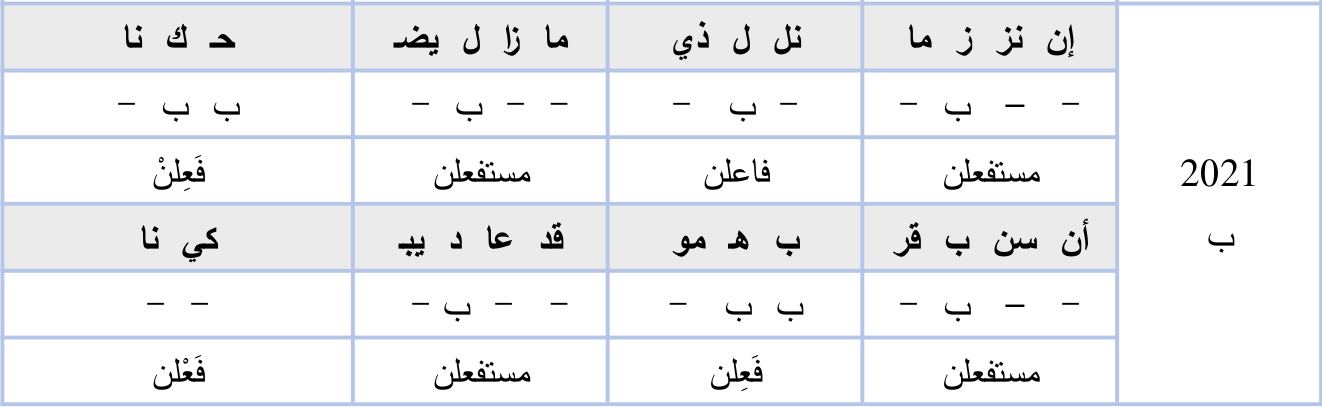 2021
ب
إن نز ز ما نل ل ذي ما زا ل يضـ حـ ك نا
- – ب - - ب - - - ب - ب ب -
مستفعلن فاعلن مستفعلن فَعِلنْ
أن سن ب قر ب هـ مو قد عا د يبـ كي نا
- – ب - ب ب - - - ب - - -
مستفعلن فَعِلن مستفعلن فَعْلن